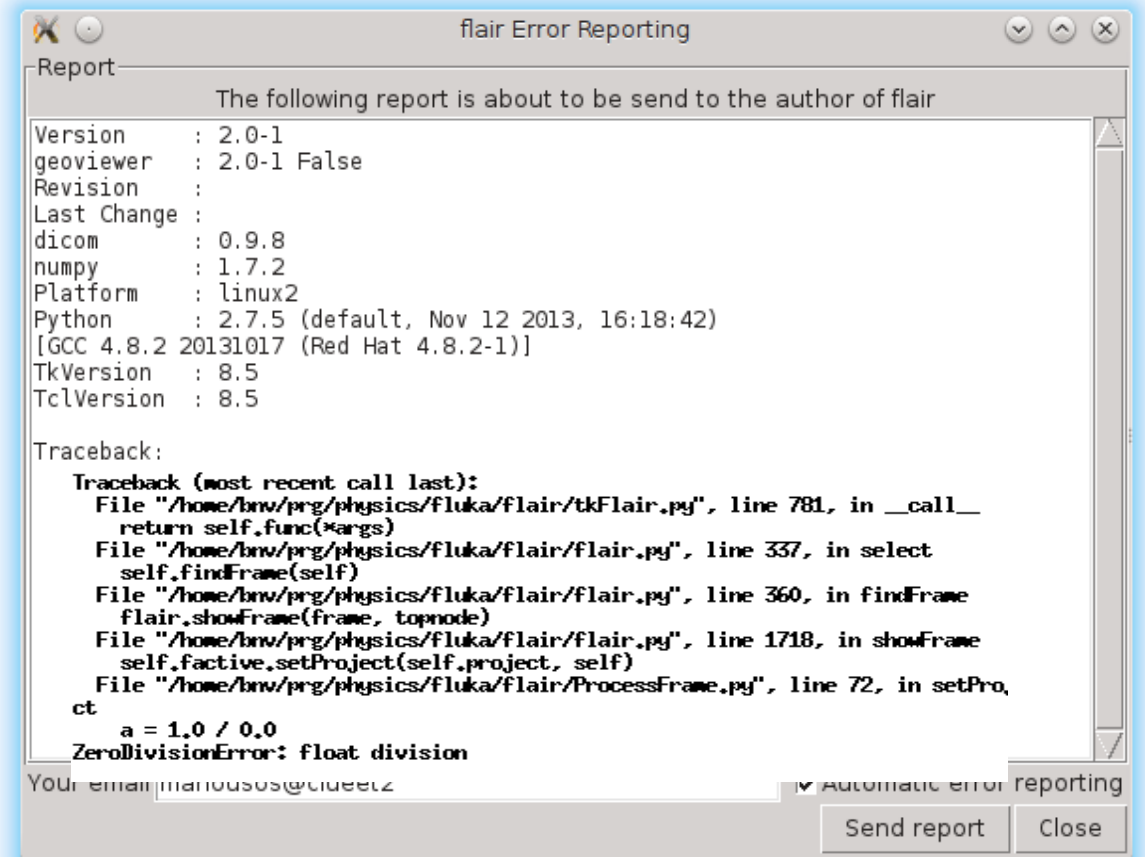 flair Error Reporting
Report
The following report is about to be send to the author of flair
Version : 2.0-1
geoviewer : 2.0-1 False
Revision :
Last Change :
dicom : 0.9.8
numpy : 1.7.2
Platform : linux2
Python : 2.7.5 (default, Nov 12 2013, 16:18:42)
[GCC 4.8.2 20131017 (Red Hat 4.8.2-1)]
TkVersion : 8.5
TclVersion : 8.5
Traceback:
Traceback (most recent call last):
File "/home/bnv/prg/physics/fluka/flair/tkFlair.py", line 781, in __call__
return self.func(*args)
File "/home/bnv/prg/physics/fluka/flair/flair.py", line 337, in select
self.findFrame(self)
File "/home/bnv/prg/physics/fluka/flair/flair.py", line 360, in findFrame
flair.showFrame(frame, topnode)
File "/home/bnv/prg/physics/fluka/flair/flair.py", line 1718, in showFrame
self.factive.setProject(self.project, self)
File "/home/bnv/prg/physics/fluka/flair/ProcessFrame.py", line 72, in setPro
ct
a = 1.0 / 0.0
ZeroDivisionError: float division
Your email
Automatic error reporting
Send report Close